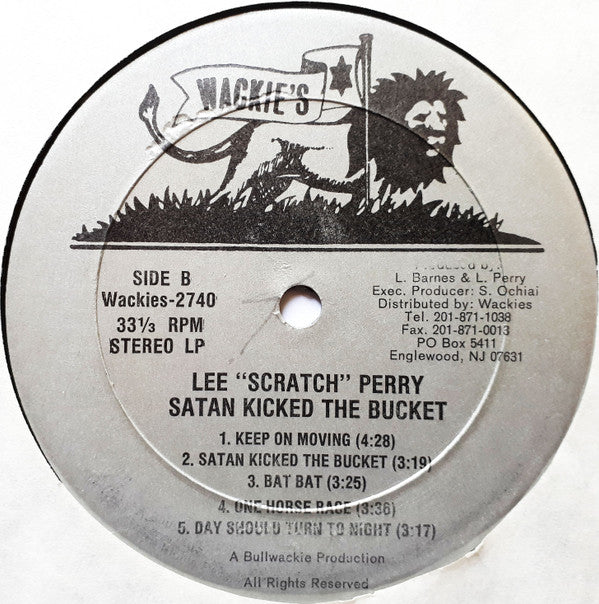 WACKIE'S
SIDE B
Wackies-2740
33⅓ RPM
STEREO LP
Produced by:
L. Barnes & L. Perry
Exec. Producer: S. Ochiai
Distributed by: Wackies
Tel. 201-871-1038
Fax. 201-871-0013
PO Box 5411
Englewood, NJ 07631
LEE “SCRATCH” PERRY
SATAN KICKED THE BUCKET
1. KEEP ON MOVING (4:28)
2. SATAN KICKED THE BUCKET (3:19)
3. BAT BAT (3:25)
4. ONE HORSE RACE (3:36)
5. DAY SHOULD TURN TO NIGHT (3:17)
A Bullwackie Production
All Rights Reserved